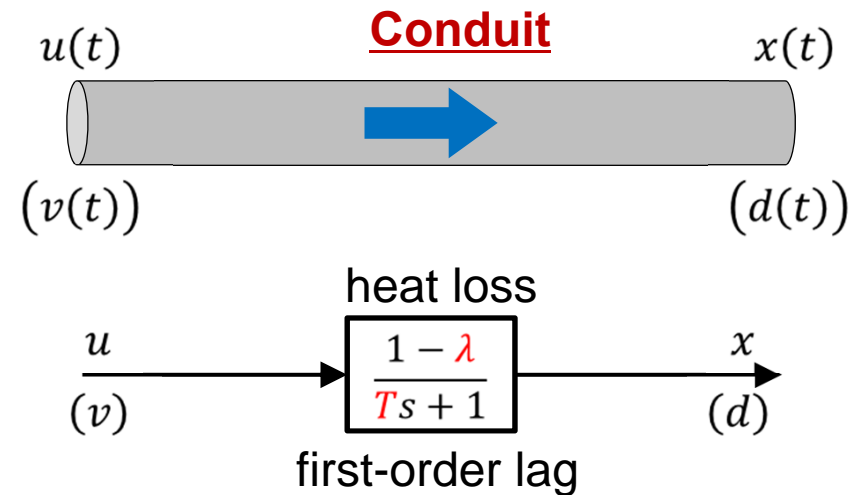 Conduit
u(t) x(t)
(v(t)) (d(t))
heat loss
u 1 − λ x
(v) Ts + 1 (d)
first-order lag